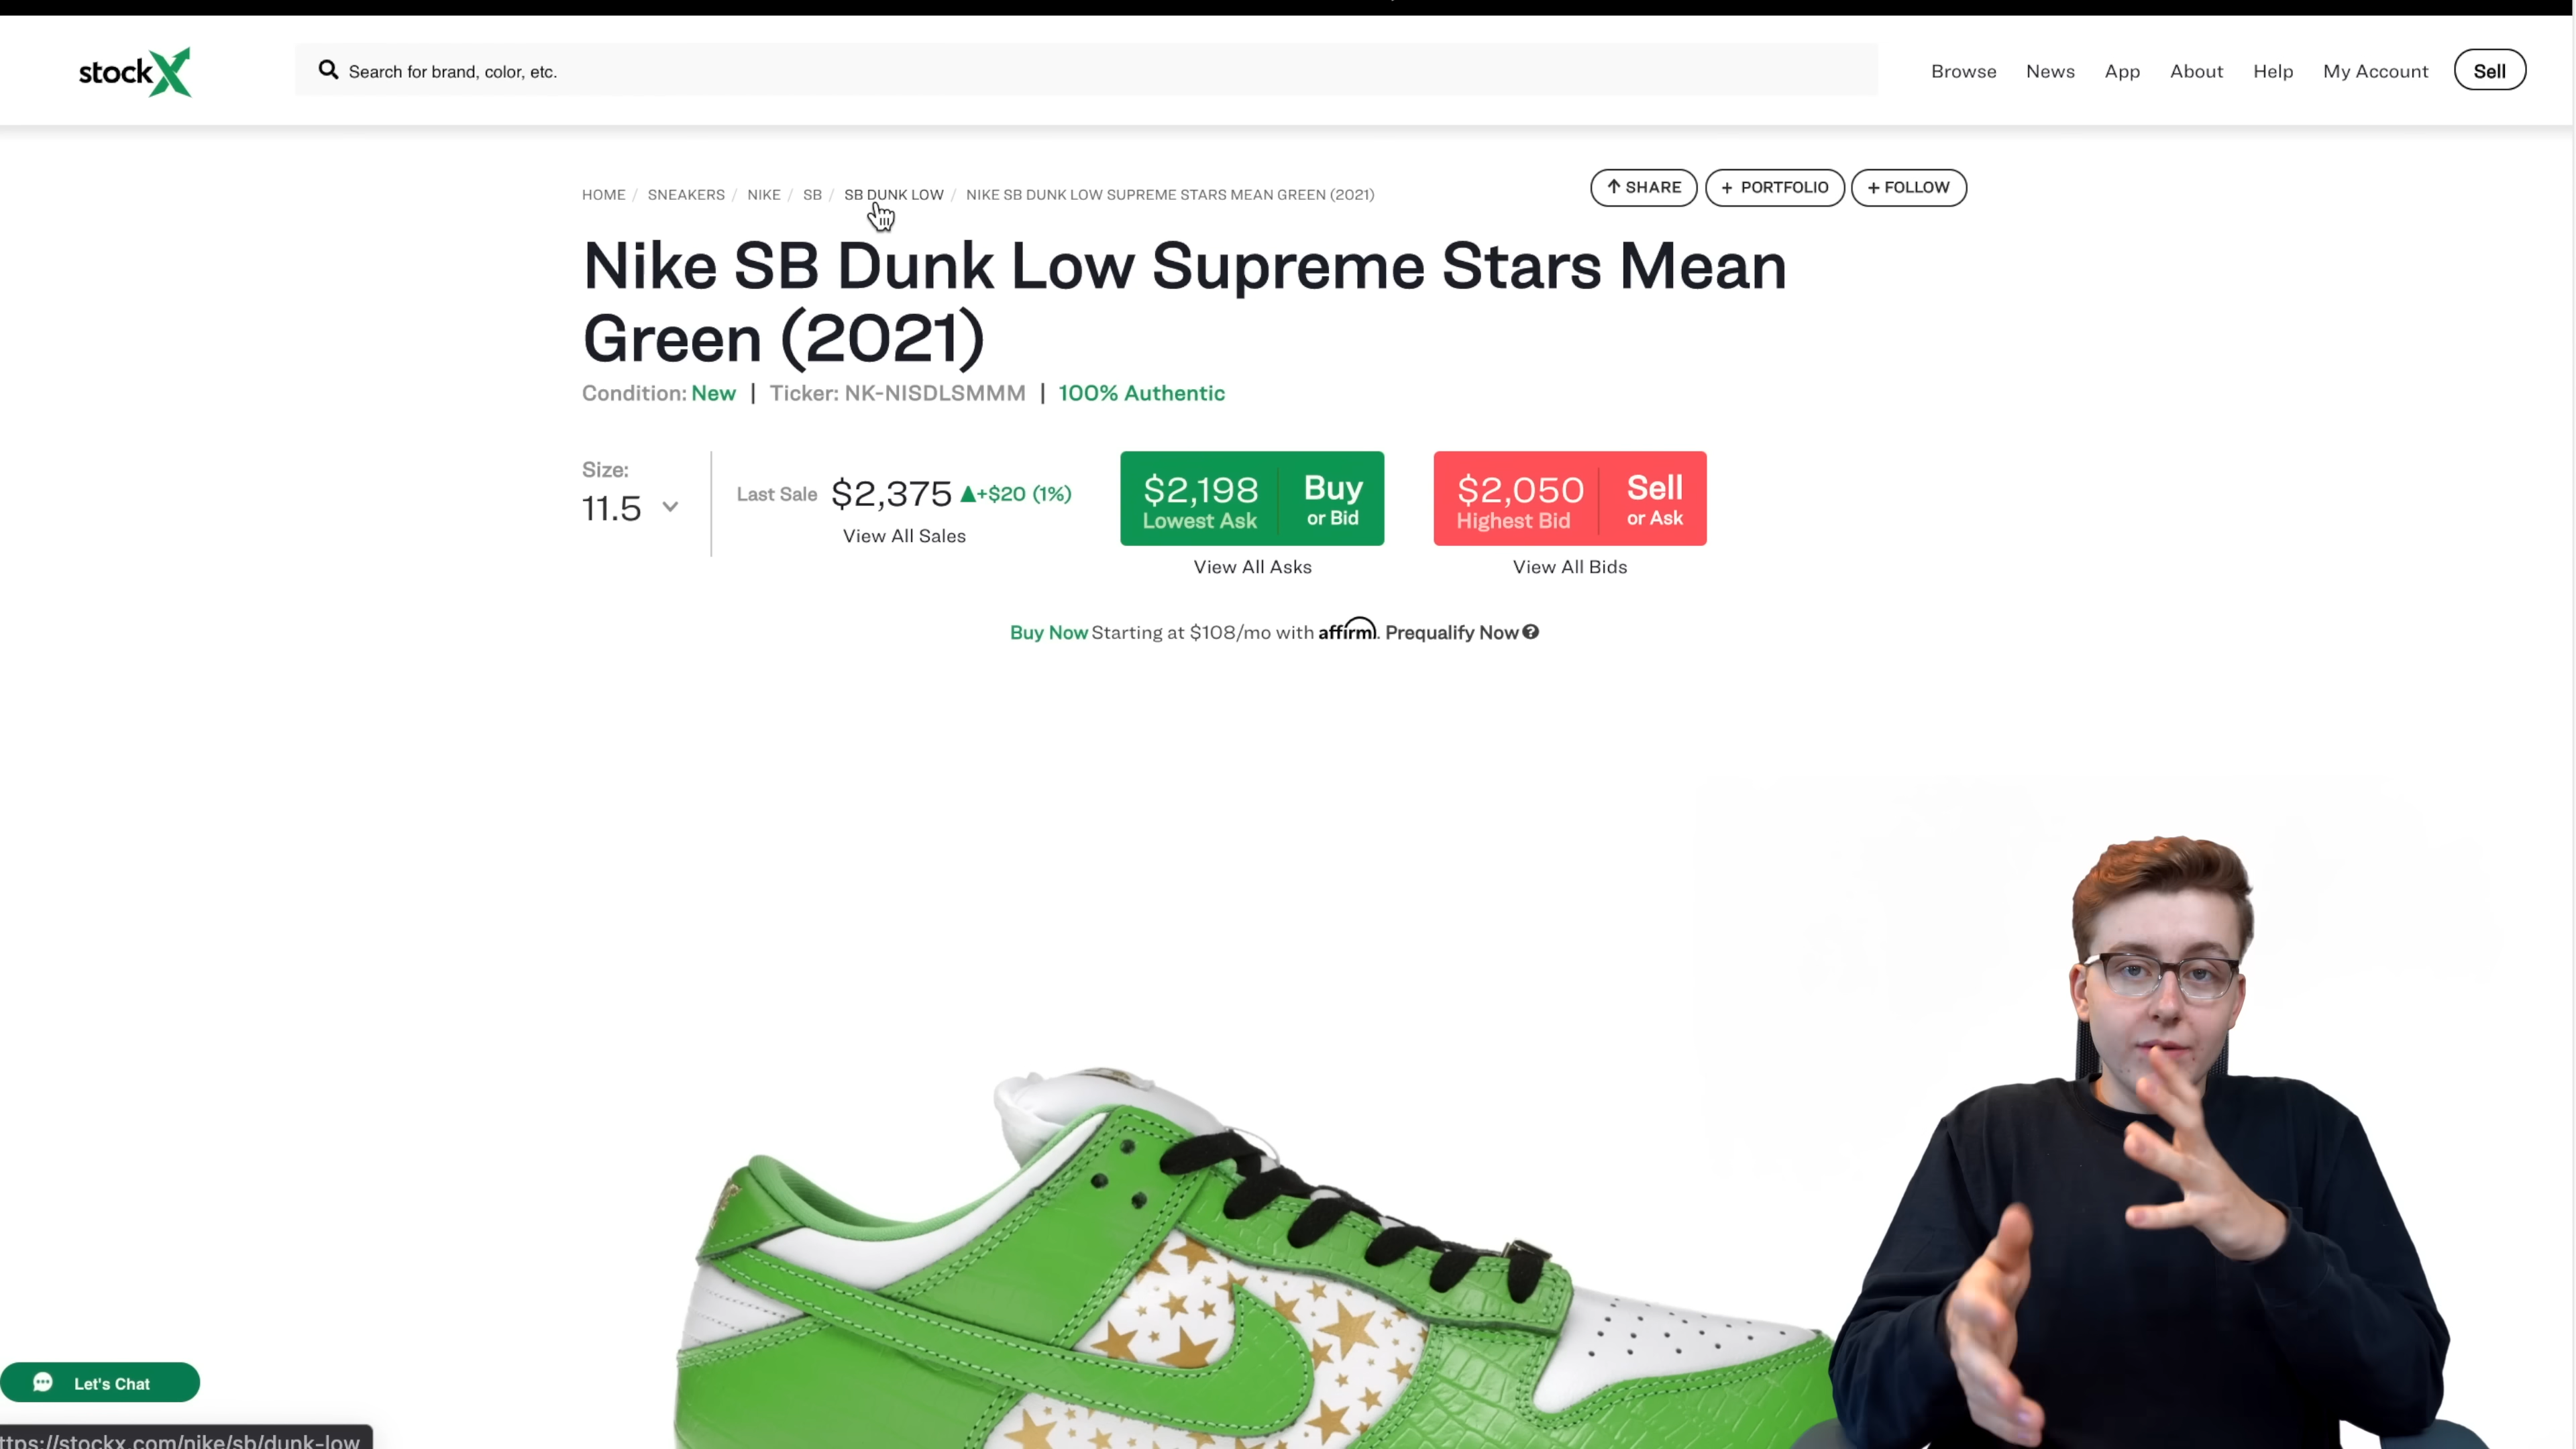 stockX
Search for brand, color, etc.
Browse News App About Help My Account Sell
HOME / SNEAKERS / NIKE / SB / SB DUNK LOW / NIKE SB DUNK LOW SUPREME STARS MEAN GREEN (2021)
SHARE + PORTFOLIO + FOLLOW
Nike SB Dunk Low Supreme Stars Mean
Green (2021)
Condition: New | Ticker: NK-NISDLSMMM | 100% Authentic
Size:
11.5
Last Sale $2,375 +$20 (1%)
View All Sales
$2,198 Buy
Lowest Ask or Bid
View All Asks
$2,050 Sell
Highest Bid or Ask
View All Bids
Buy Now Starting at $108/mo with affirm. Prequalify Now ?
Let's Chat
ttps://stockx.com/nike/sb/dunk-low